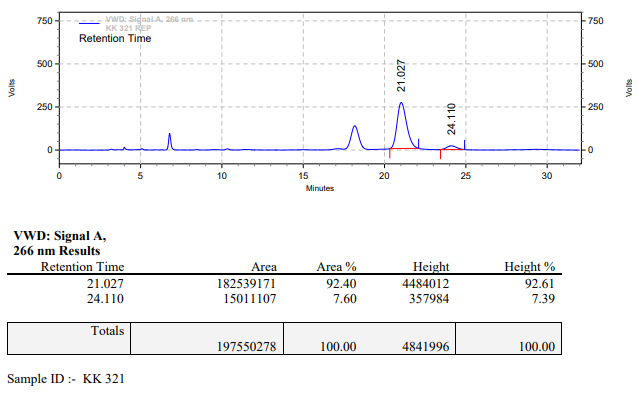 VWD: Signal A, 266 nm
KK 321 REP
Retention Time
750
500
250
0
Volts
21.027
24.110
750
500
250
0
Volts
0 5 10 15 20 25 30
Minutes
VWD: Signal A,
266 nm Results
Retention Time Area Area % Height Height %
21.027 182539171 92.40 4484012 92.61
24.110 15011107 7.60 357984 7.39
Totals
197550278 100.00 4841996 100.00
Sample ID :- KK 321